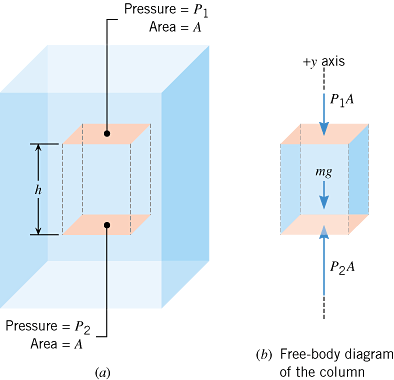 Pressure = P₁
Area = A
h
Pressure = P₂
Area = A
(a)
+y axis
P₁A
mg
P₂A
(b) Free-body diagram
of the column